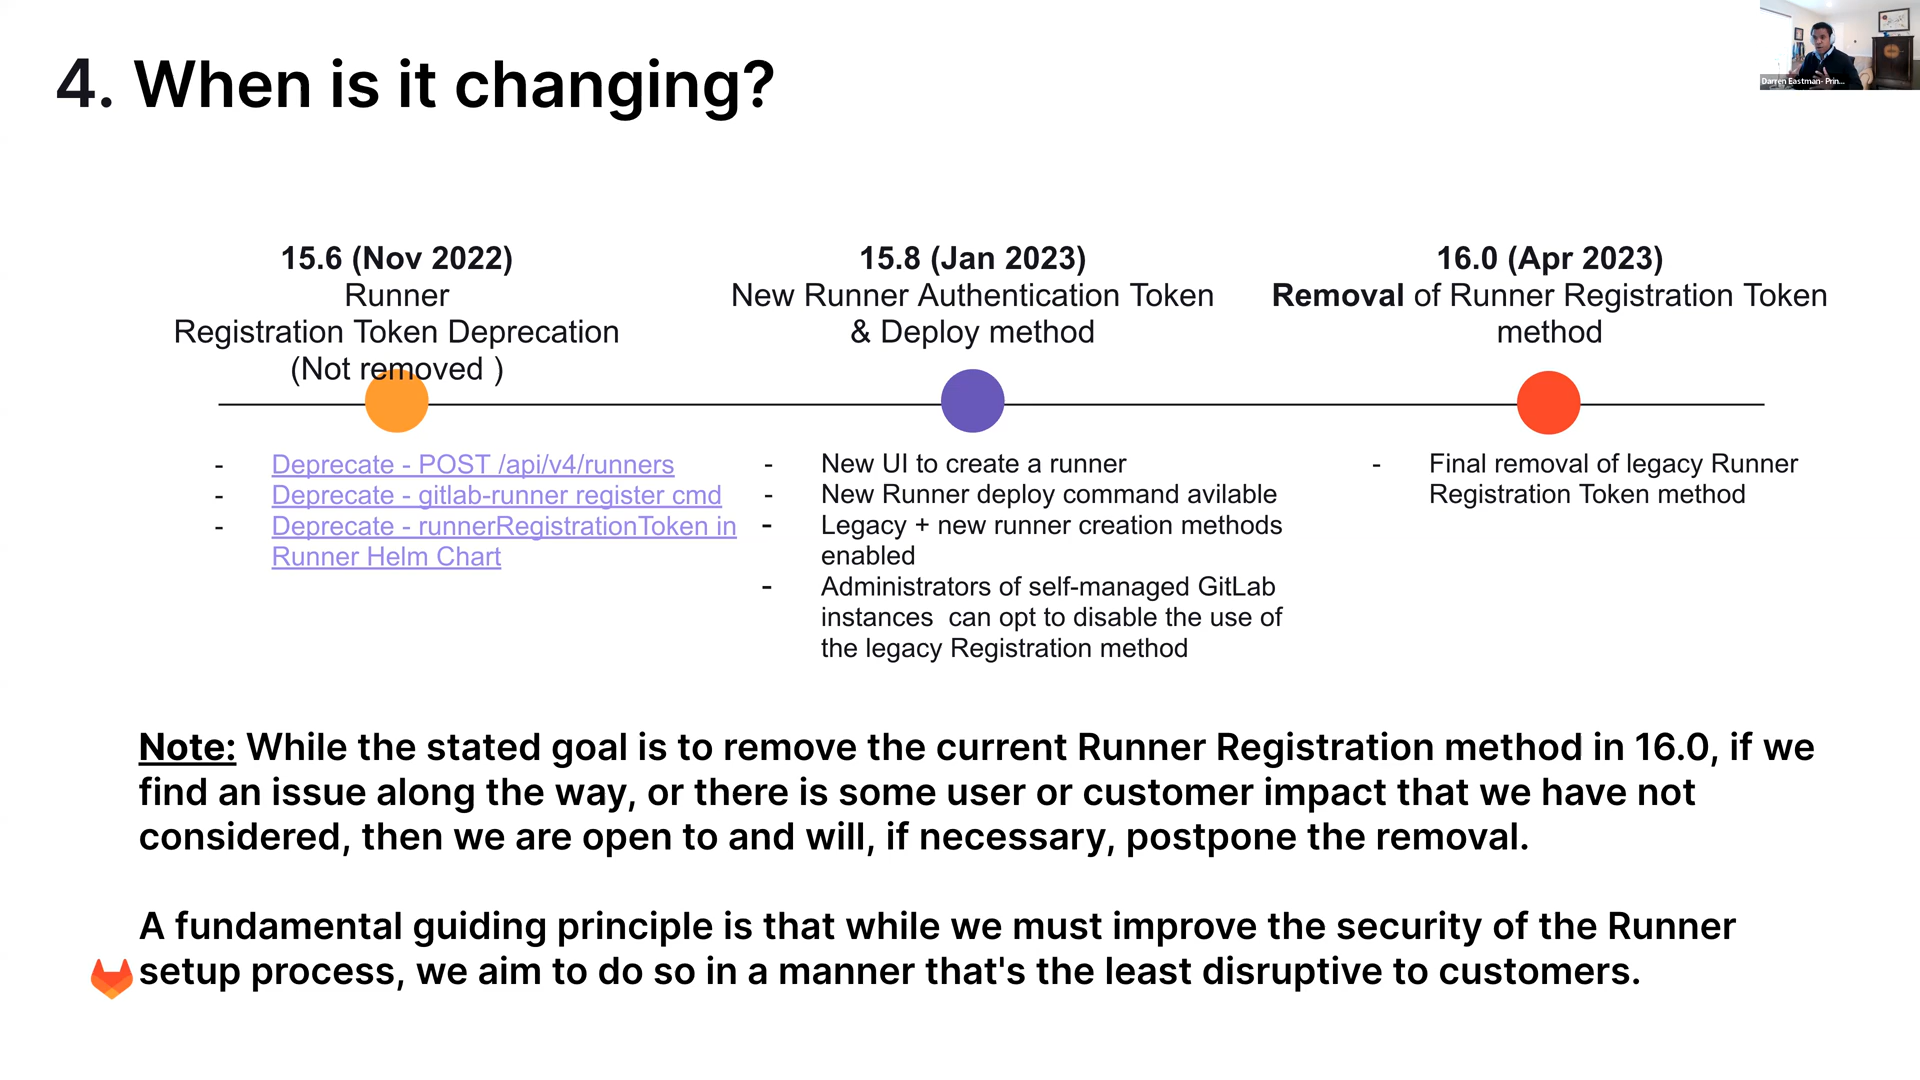 4. When is it changing?
Darren Eastman- Prin...
15.6 (Nov 2022)
Runner
Registration Token Deprecation
(Not removed )
15.8 (Jan 2023)
New Runner Authentication Token
& Deploy method
16.0 (Apr 2023)
Removal of Runner Registration Token
method
- Deprecate - POST /api/v4/runners
- Deprecate - gitlab-runner register cmd
- Deprecate - runnerRegistrationToken in
Runner Helm Chart
- New UI to create a runner
- New Runner deploy command avilable
- Legacy + new runner creation methods
enabled
- Administrators of self-managed GitLab
instances  can opt to disable the use of
the legacy Registration method
- Final removal of legacy Runner
Registration Token method
Note: While the stated goal is to remove the current Runner Registration method in 16.0, if we
find an issue along the way, or there is some user or customer impact that we have not
considered, then we are open to and will, if necessary, postpone the removal.
A fundamental guiding principle is that while we must improve the security of the Runner
setup process, we aim to do so in a manner that's the least disruptive to customers.